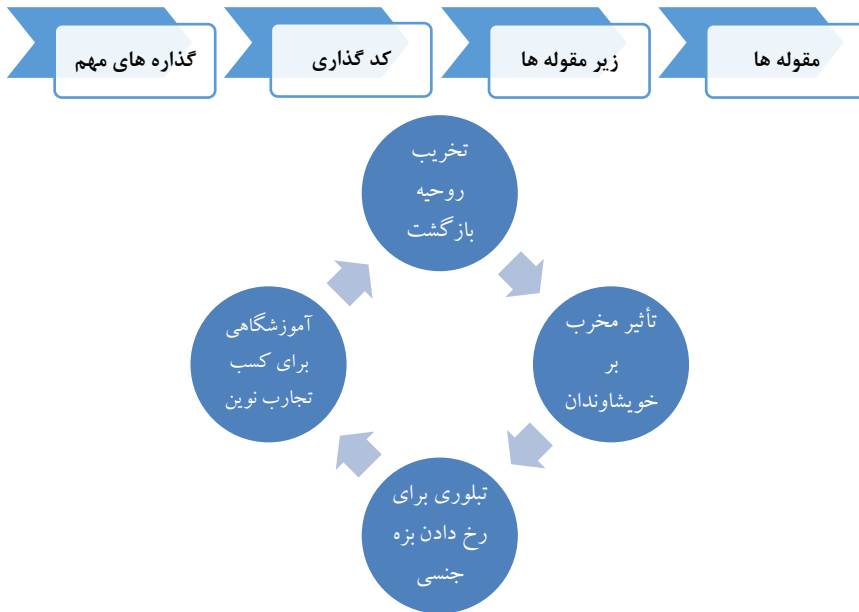 مقوله ها
زیر مقوله ها
کد گذاری
گذاره های مهم
تخریب
روحیه
بازگشت
تأثیر مخرب
بر
خویشاوندان
تبلوری برای
رخ دادن بزه
جنسی
آموزشگاهی
برای کسب
تجارب نوین